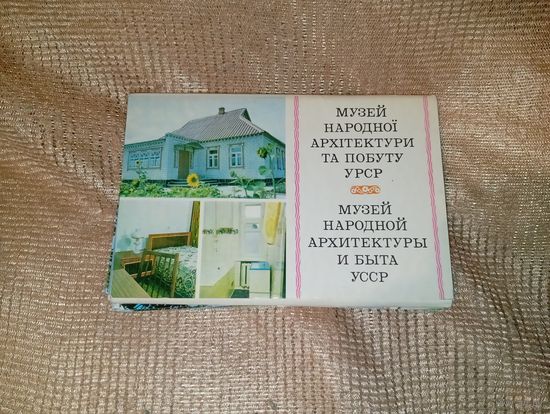 МУЗЕЙ
НАРОДНОЇ
АРХІТЕКТУРИ
ТА ПОБУТУ
УРСР
МУЗЕЙ
НАРОДНОЙ
АРХИТЕКТУРЫ
И БЫТА
УССР